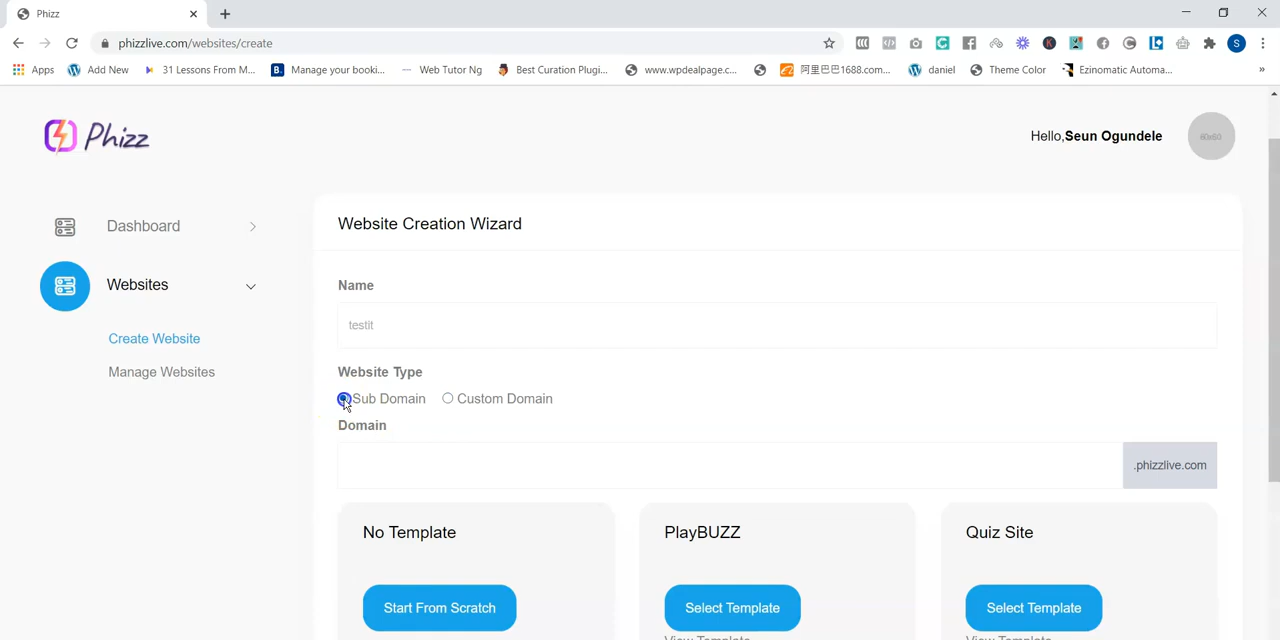 Phizz
phizzlive.com/websites/create
S
Apps
Add New
31 Lessons From M...
B.
Manage your booki...
Web Tutor Ng
Best Curation Plugi...
www.wpdealpage.c...
阿里巴巴1688.com...
daniel
Theme Color
Ezinomatic Automa...
»
Phizz
Hello,Seun Ogundele
60x60
Dashboard
Websites
Create Website
Manage Websites
Website Creation Wizard
Name
testit
Website Type
Sub Domain
Custom Domain
Domain
.phizzlive.com
No Template
PlayBUZZ
Quiz Site
Start From Scratch
Select Template
Select Template
View Template
View Template